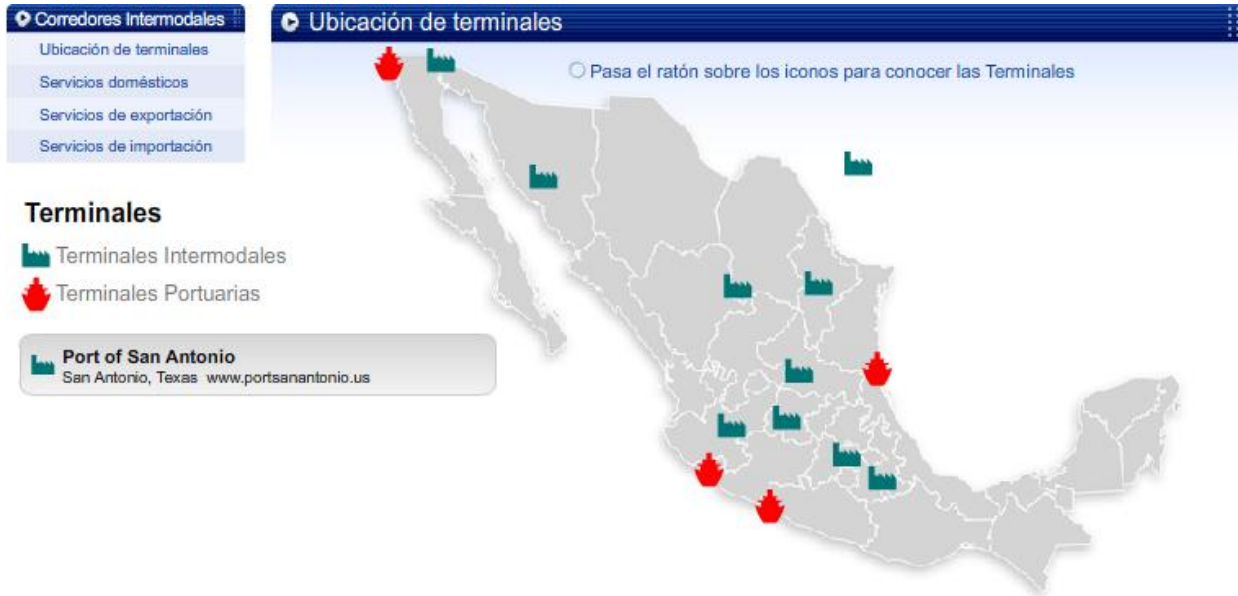 Corredores Intermodales
Ubicación de terminales
Servicios domésticos
Servicios de exportación
Servicios de importación
Ubicación de terminales
Pasa el ratón sobre los iconos para conocer las Terminales
Terminales
Terminales Intermodales
Terminales Portuarias
Port of San Antonio
San Antonio, Texas www.portsanantonio.us